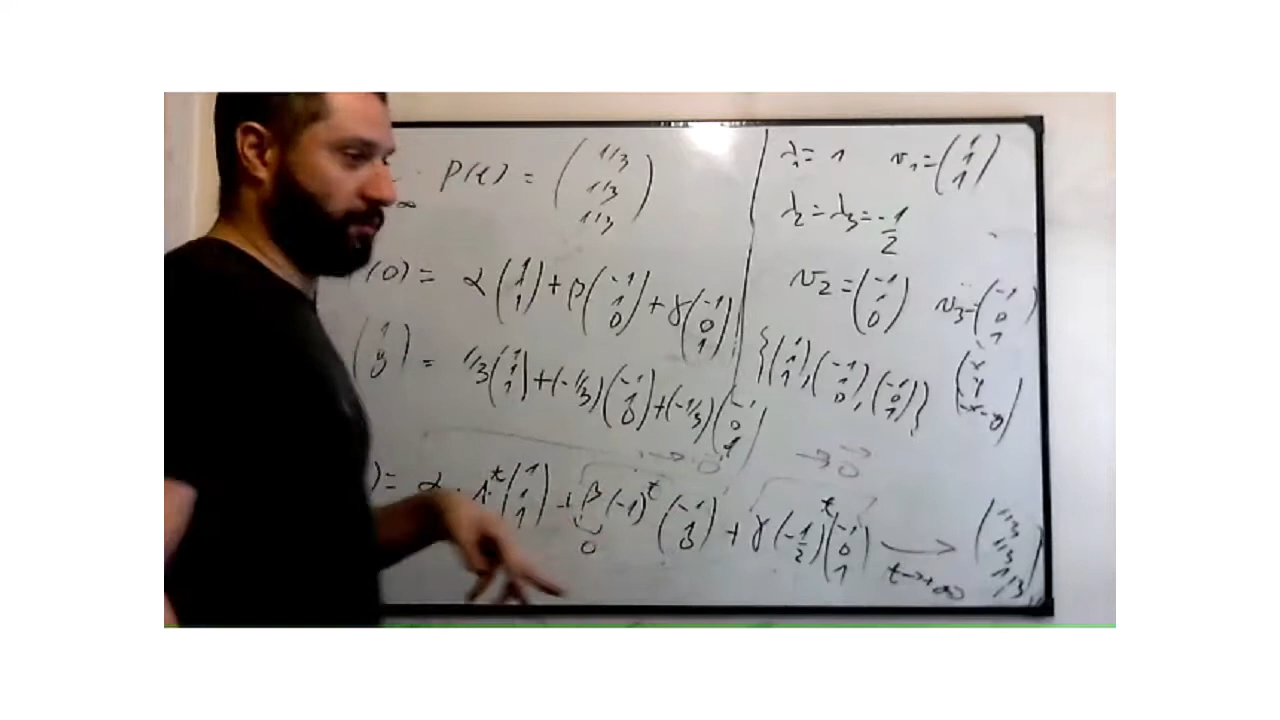 P(t) = (1/3 1/3 1/3)
∞
(0) = α(1 1 1) + β(-1 1 0) + γ(-1 0 1)
= 1/3(1 1 1) + (-1/3)(-1 1 0) + (-1/3)(-1 0 1)
→ 0
→ 0
) = α · 1^t (1 1 1) + β(-1)^t (-1 1 0) + γ(-1/2)^t (-1 0 1) → (1/3 1/3 1/3)
0
t→+∞
λ₁ = 1 v₁ = (1 1 1)
λ₂ = λ₃ = -1/2
v₂ = (-1 1 0) v₃ = (-1 0 1)
{(1 1 1), (-1 1 0), (-1 0 1)}